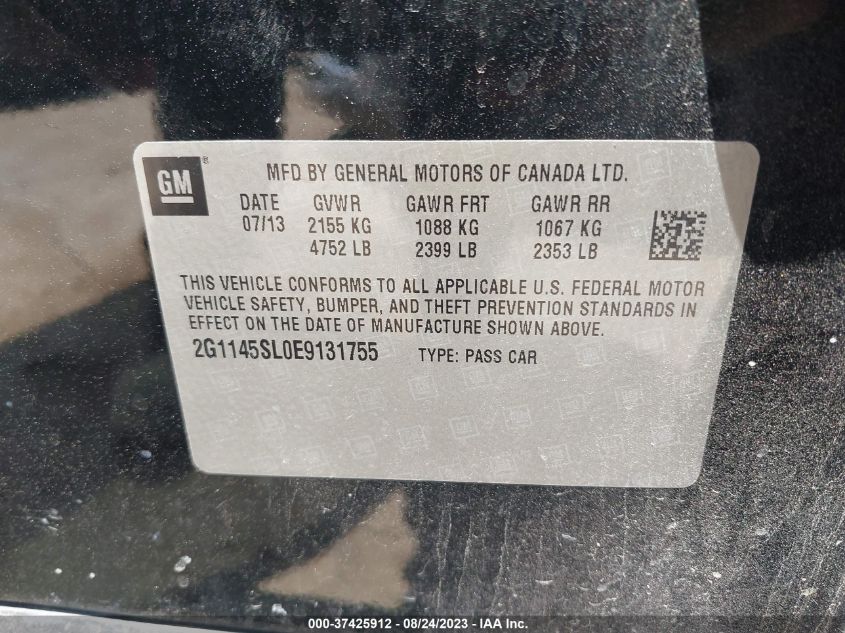 GM®
MFD BY GENERAL MOTORS OF CANADA LTD.
DATE GVWR GAWR FRT GAWR RR
07/13 2155 KG 1088 KG 1067 KG
4752 LB 2399 LB 2353 LB
THIS VEHICLE CONFORMS TO ALL APPLICABLE U.S. FEDERAL MOTOR
VEHICLE SAFETY, BUMPER, AND THEFT PREVENTION STANDARDS IN
EFFECT ON THE DATE OF MANUFACTURE SHOWN ABOVE.
2G1145SL0E9131755 TYPE: PASS CAR
000-37425912 - 08/24/2023 - IAA Inc.